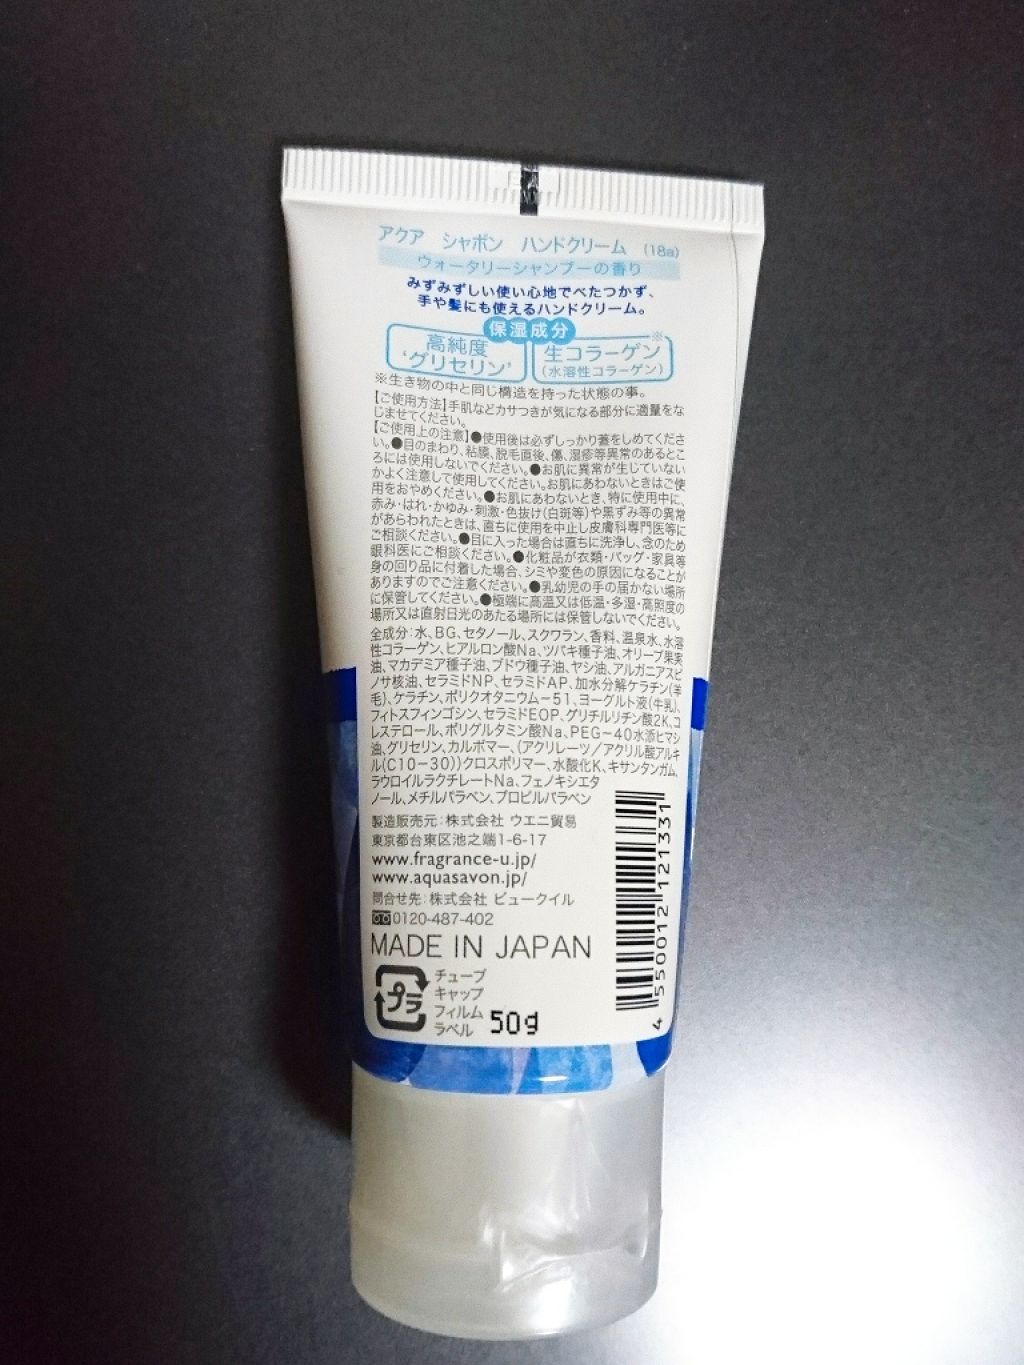 アクア シャボン ハンドクリーム (18a)
ウォータリーシャンプーの香り
みずみずしい使い心地でべたつかず、
手や髪にも使えるハンドクリーム。
保湿成分
高純度
'グリセリン'
生コラーゲン※
(水溶性コラーゲン)
※生き物の中と同じ構造を持った状態の事。
【ご使用方法】手肌などカサつきが気になる部分に適量をな
じませてください。
【ご使用上の注意】●使用後は必ずしっかり蓋をしめてくださ
い。●目のまわり、粘膜、脱毛直後、傷、湿疹等異常のあるとこ
ろには使用しないでください。●お肌に異常が生じていない
かよく注意して使用してください。お肌にあわないときはご使
用をおやめください。●お肌にあわないとき、特に使用中に、
赤み・はれ・かゆみ・刺激・色抜け(白斑等)や黒ずみ等の異常
があらわれたときは、直ちに使用を中止し皮膚科専門医等に
ご相談ください。●目に入った場合は直ちに洗浄し、念のため
眼科医にご相談ください。●化粧品が衣類・バッグ・家具等
身の回り品に付着した場合、シミや変色の原因になることが
ありますのでご注意ください。●乳幼児の手の届かない場所
に保管してください。●極端に高温又は低温・多湿・高照度の
場所又は直射日光のあたる場所には保管しないでください。
全成分：水、BG、セタノール、スクワラン、香料、温泉水、水溶
性コラーゲン、ヒアルロン酸Na、ツバキ種子油、オリーブ果実
油、マカデミア種子油、ブドウ種子油、ヤシ油、アルガニアスピ
ノサ核油、セラミドNP、セラミドAP、加水分解ケラチン(羊
毛)、ケラチン、ポリクオタニウム-51、ヨーグルト液(牛乳)、
フィトスフィンゴシン、セラミドEOP、グリチルリチン酸2K、コ
レステロール、ポリグルタミン酸Na、PEG-40水添ヒマシ
油、グリセリン、カルボマー、(アクリレーツ/アクリル酸アルキ
ル(C10-30))クロスポリマー、水酸化K、キサンタンガム、
ラウロイルラクチレートNa、フェノキシエタ
ノール、メチルパラベン、プロピルパラベン
製造販売元：株式会社 ウエニ貿易
東京都台東区池之端1-6-17
www.fragrance-u.jp/
www.aquasavon.jp/
問合せ先：株式会社 ビュークイル
0120-487-402
MADE IN JAPAN
プラ
チューブ
キャップ
フィルム
ラベル
50g
4 550012 121331